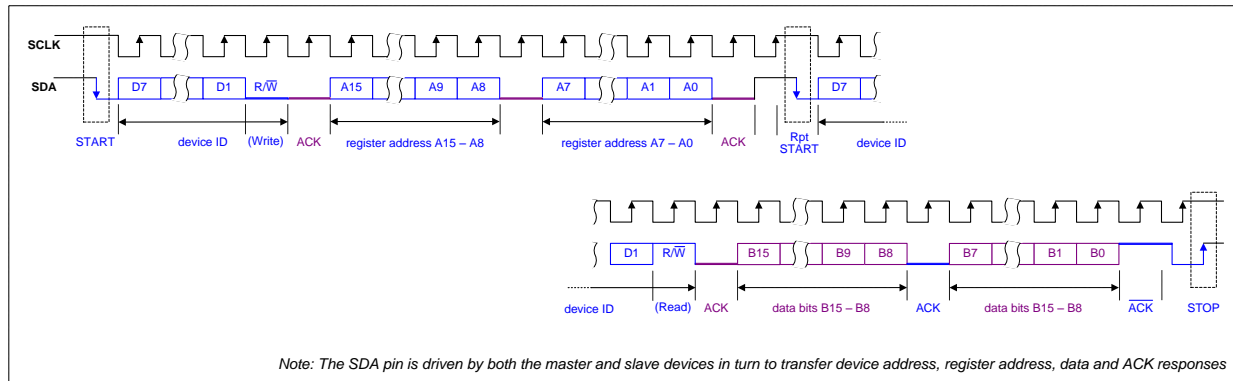 SCLK
SDA
D7 D1 R/W̅ A15 A9 A8 A7 A1 A0 D7
START device ID (Write) ACK register address A15 – A8 register address A7 – A0 ACK Rpt START device ID
D1 R/W̅ B15 B9 B8 B7 B1 B0
device ID (Read) ACK data bits B15 – B8 ACK data bits B15 – B8 A̅C̅K̅ STOP
Note: The SDA pin is driven by both the master and slave devices in turn to transfer device address, register address, data and ACK responses